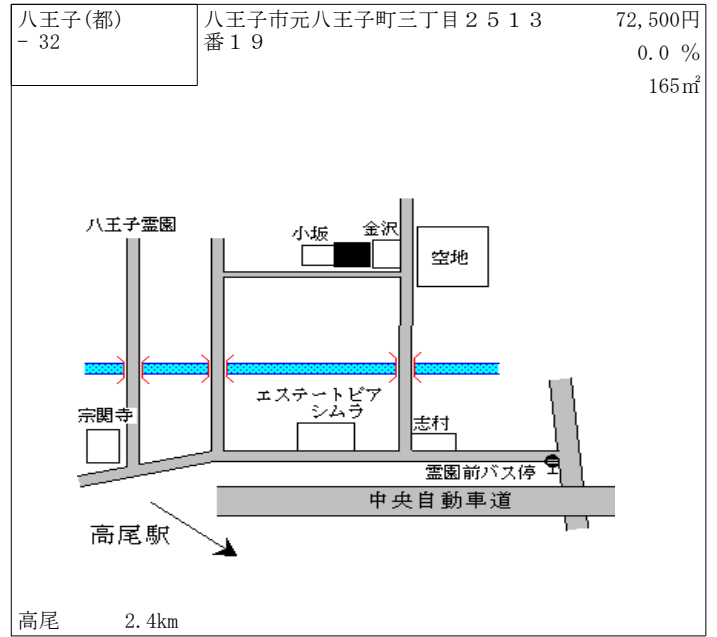 八王子(都)
- 32
八王子市元八王子町三丁目２５１３
番１９
72,500円
0.0 %
165㎡
八王子霊園
小坂
金沢
空地
エステートピア
シムラ
宗関寺
志村
霊園前バス停
中央自動車道
高尾駅
高尾 2.4km